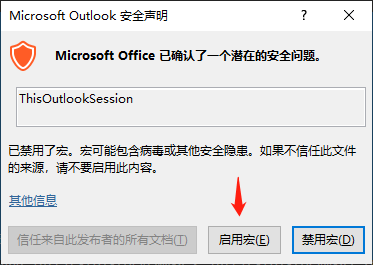 Microsoft Outlook 安全声明
Microsoft Office 已确认了一个潜在的安全问题。
ThisOutlookSession
已禁用了宏。宏可能包含病毒或其他安全隐患。如果不信任此文件
的来源，请不要启用此内容。
其他信息
信任来自此发布者的所有文档(T)
启用宏(E)
禁用宏(D)